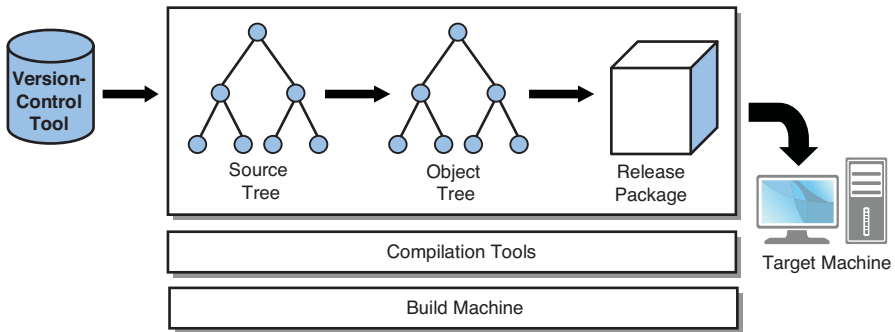 Version-
Control
Tool
Source
Tree
Object
Tree
Release
Package
Compilation Tools
Target Machine
Build Machine